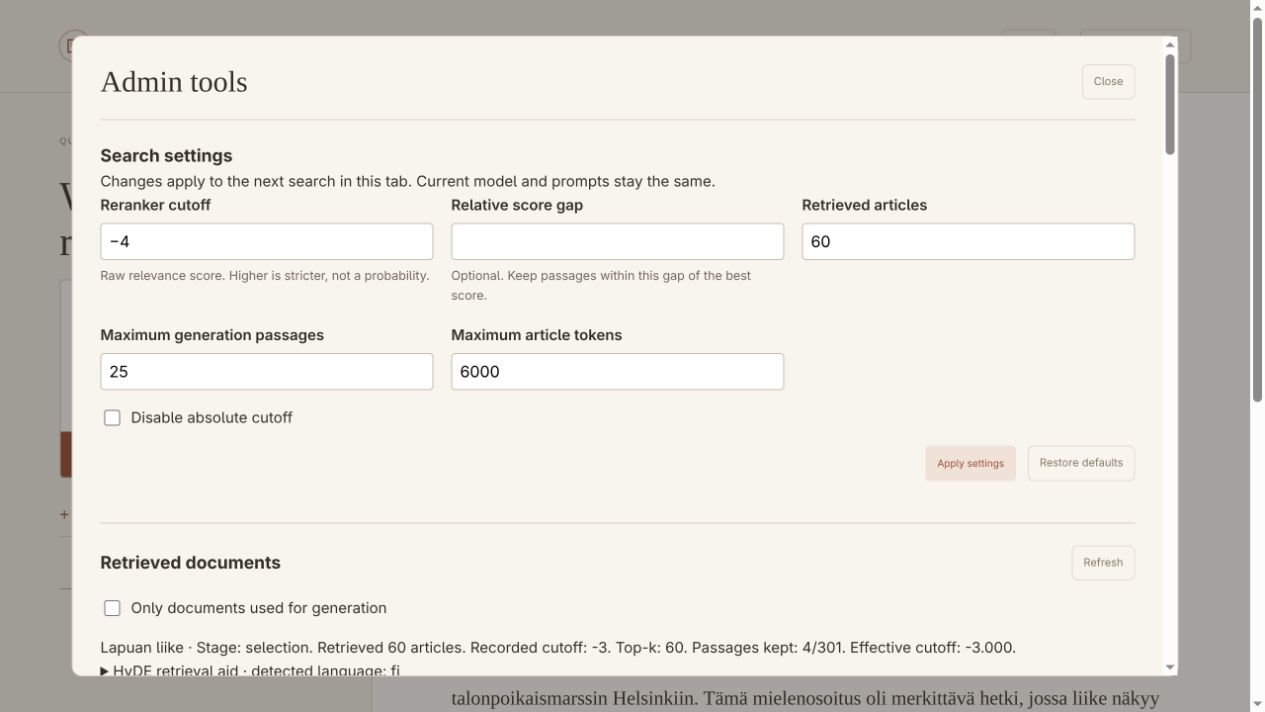 Admin tools
Close
Search settings
Changes apply to the next search in this tab. Current model and prompts stay the same.
Reranker cutoff
Relative score gap
Retrieved articles
−4
60
Raw relevance score. Higher is stricter, not a probability.
Optional. Keep passages within this gap of the best
score.
Maximum generation passages
Maximum article tokens
25
6000
Disable absolute cutoff
Apply settings
Restore defaults
Retrieved documents
Refresh
Only documents used for generation
Lapuan liike · Stage: selection. Retrieved 60 articles. Recorded cutoff: -3. Top-k: 60. Passages kept: 4/301. Effective cutoff: -3.000.
HyDE retrieval aid · detected language: fi
talonpoikaismarssin Helsinkiin. Tämä mielenosoitus oli merkittävä hetki, jossa liike näkyy